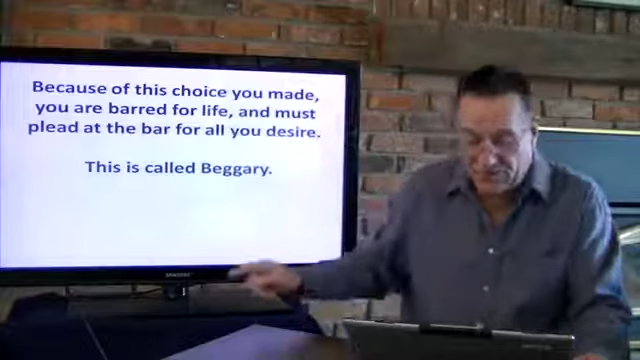 Because of this choice you made,
you are barred for life, and must
plead at the bar for all you desire.
This is called Beggary.
SAMSUNG